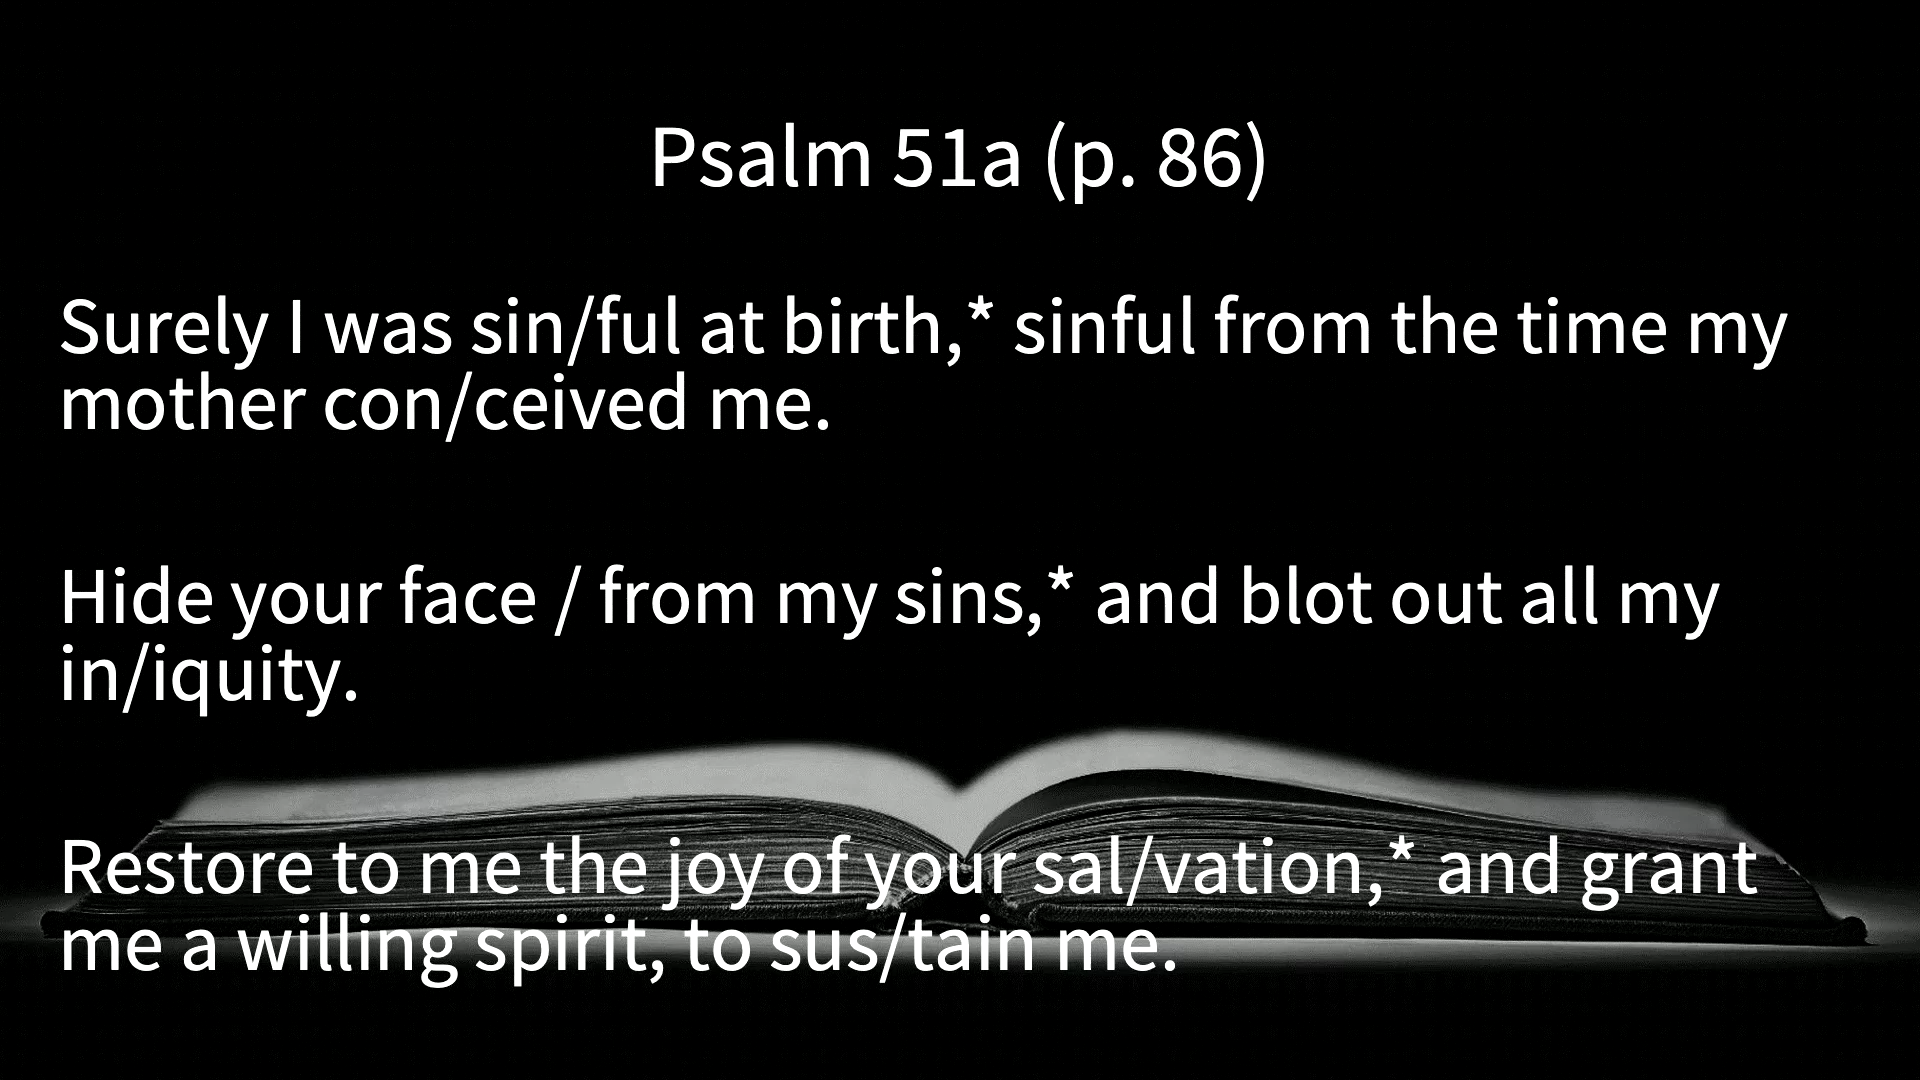 Psalm 51a (p. 86)
Surely I was sin/ful at birth,* sinful from the time my
mother con/ceived me.
Hide your face / from my sins,* and blot out all my
in/iquity.
Restore to me the joy of your sal/vation,* and grant
me a willing spirit, to sus/tain me.